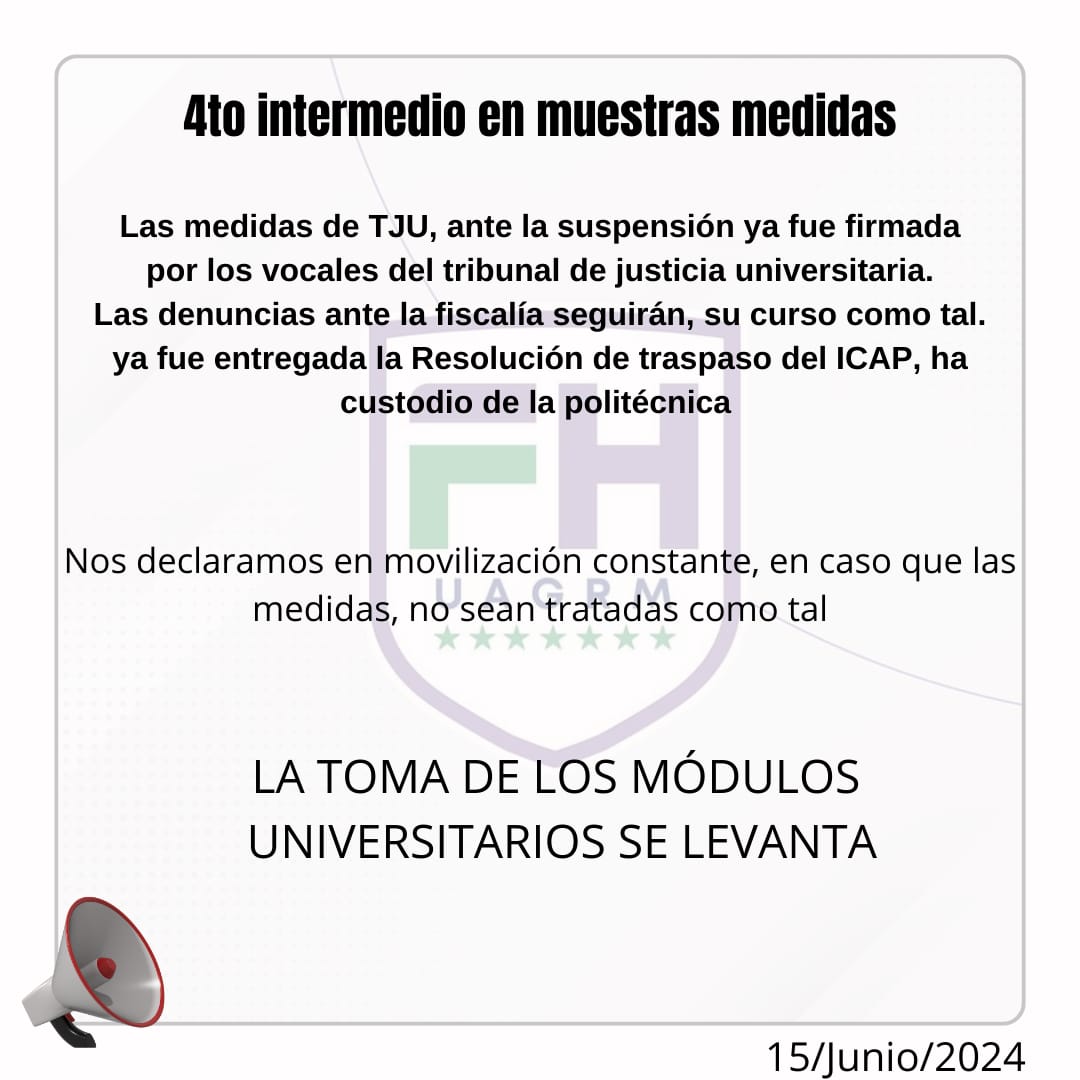 4to intermedio en muestras medidas
Las medidas de TJU, ante la suspensión ya fue firmada
por los vocales del tribunal de justicia universitaria.
Las denuncias ante la fiscalía seguirán, su curso como tal.
ya fue entregada la Resolución de traspaso del ICAP, ha
custodio de la politécnica
FH
Nos declaramos en movilización constante, en caso que las
UAGRM
medidas, no sean tratadas como tal
LA TOMA DE LOS MÓDULOS
UNIVERSITARIOS SE LEVANTA
15/Junio/2024